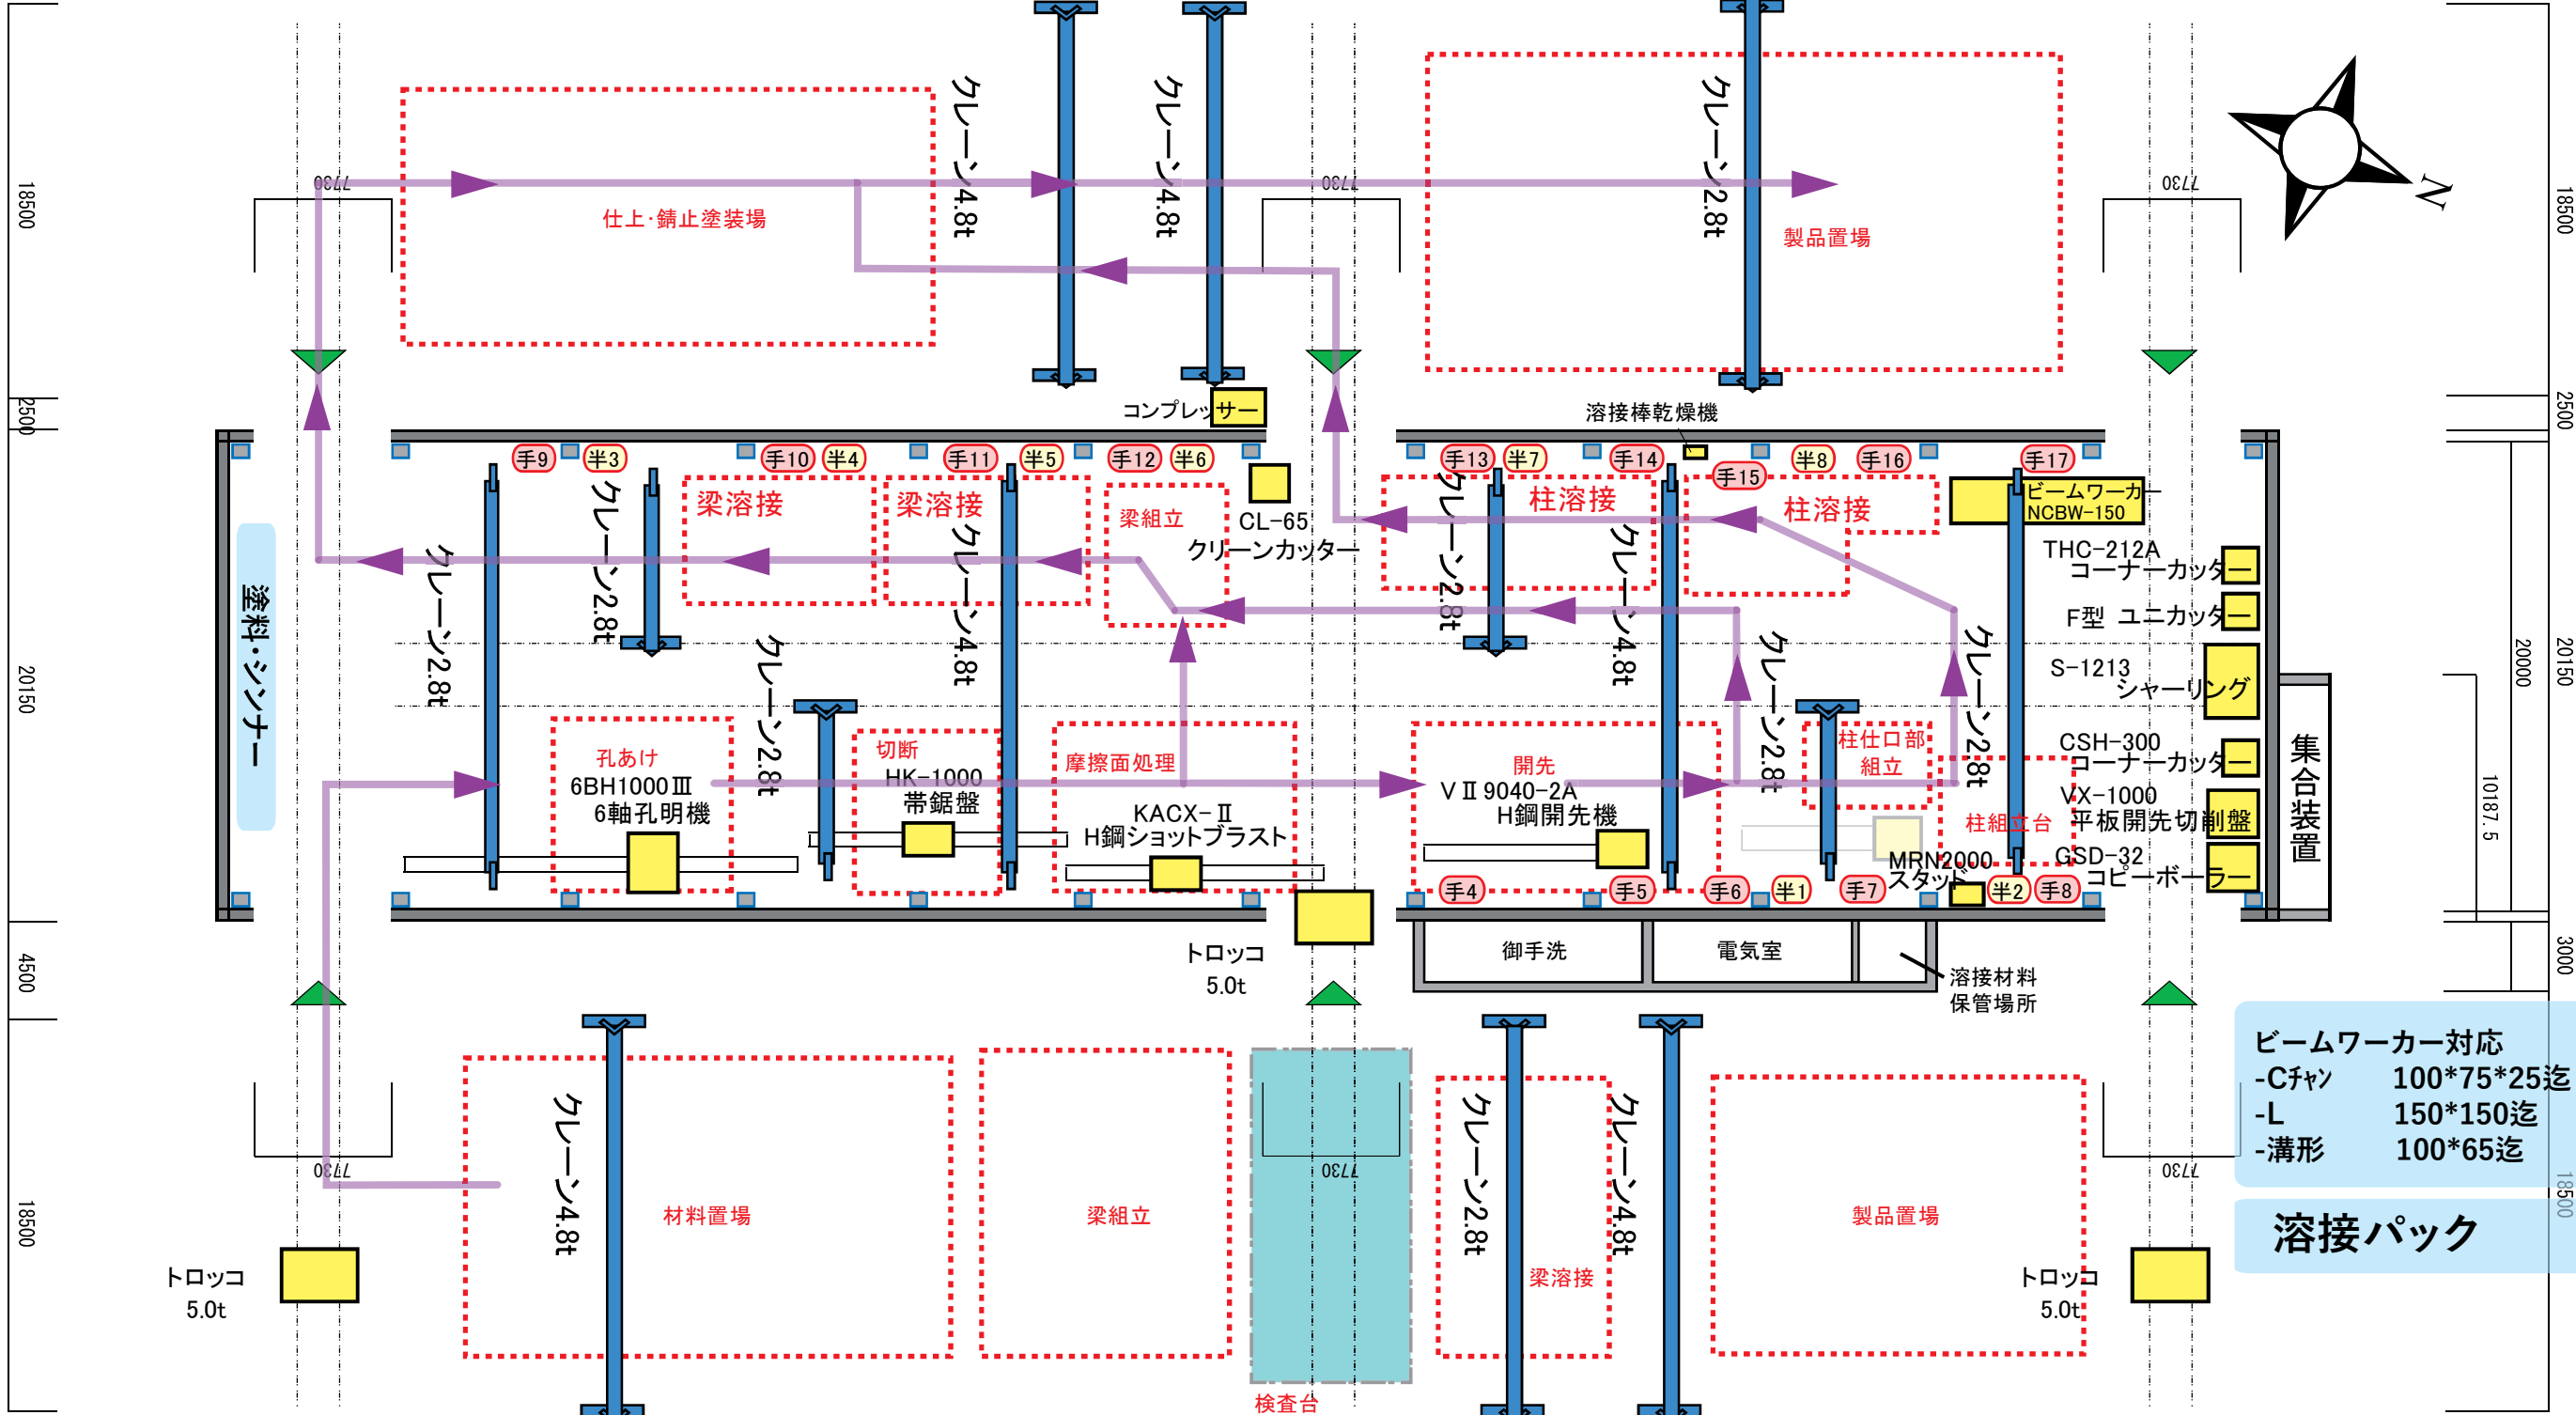 18500
2500
20150
4500
18500
7730
仕上・錆止塗装場
クレーン4.8t
クレーン4.8t
7730
クレーン2.8t
製品置場
7730
N
18500
2500
20150
20000
10187.5
3000
18500
コンプレッサー
溶接棒乾燥機
手9
半3
手10
半4
手11
半5
手12
半6
手13
半7
手14
手15
半8
手16
手17
クレーン2.8t
クレーン2.8t
梁溶接
梁溶接
クレーン4.8t
梁組立
CL-65
クリーンカッター
クレーン2.8t
柱溶接
クレーン4.8t
柱溶接
ビームワーカー
NCBW-150
THC-212A
コーナーカッター
F型 ユニカッター
S-1213
シャーリング
CSH-300
コーナーカッター
VX-1000
平板開先切削盤
GSD-32
コピーボーラー
集合装置
塗料・シンナー
孔あけ
6BH1000Ⅲ
6軸孔明機
クレーン2.8t
切断
HK-1000
帯鋸盤
摩擦面処理
KACX-Ⅱ
H鋼ショットブラスト
開先
VⅡ9040-2A
H鋼開先機
クレーン2.8t
柱仕口部
組立
クレーン2.8t
柱組立台
MRN2000
スタッド
手4
手5
手6
半1
手7
半2
手8
トロッコ
5.0t
御手洗
電気室
溶接材料
保管場所
7730
クレーン4.8t
材料置場
梁組立
7730
検査台
クレーン2.8t
梁溶接
クレーン4.8t
製品置場
7730
トロッコ
5.0t
トロッコ
5.0t
ビームワーカー対応
-Cチャン 100*75*25迄
-L 150*150迄
-溝形 100*65迄
溶接パック